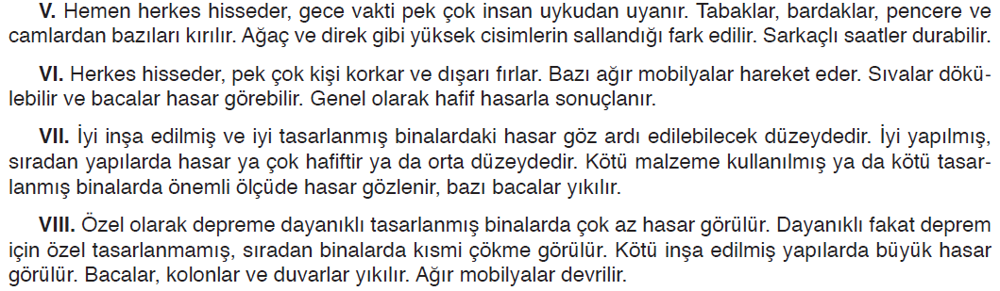 V. Hemen herkes hisseder, gece vakti pek çok insan uykudan uyanır. Tabaklar, bardaklar, pencere ve
camlardan bazıları kırılır. Ağaç ve direk gibi yüksek cisimlerin sallandığı fark edilir. Sarkaçlı saatler durabilir.
VI. Herkes hisseder, pek çok kişi korkar ve dışarı fırlar. Bazı ağır mobilyalar hareket eder. Sıvalar dökü-
lebilir ve bacalar hasar görebilir. Genel olarak hafif hasarla sonuçlanır.
VII. İyi inşa edilmiş ve iyi tasarlanmış binalardaki hasar göz ardı edilebilecek düzeydedir. İyi yapılmış,
sıradan yapılarda hasar ya çok hafiftir ya da orta düzeydedir. Kötü malzeme kullanılmış ya da kötü tasar-
lanmış binalarda önemli ölçüde hasar gözlenir, bazı bacalar yıkılır.
VIII. Özel olarak depreme dayanıklı tasarlanmış binalarda çok az hasar görülür. Dayanıklı fakat deprem
için özel tasarlanmamış, sıradan binalarda kısmi çökme görülür. Kötü inşa edilmiş yapılarda büyük hasar
görülür. Bacalar, kolonlar ve duvarlar yıkılır. Ağır mobilyalar devrilir.